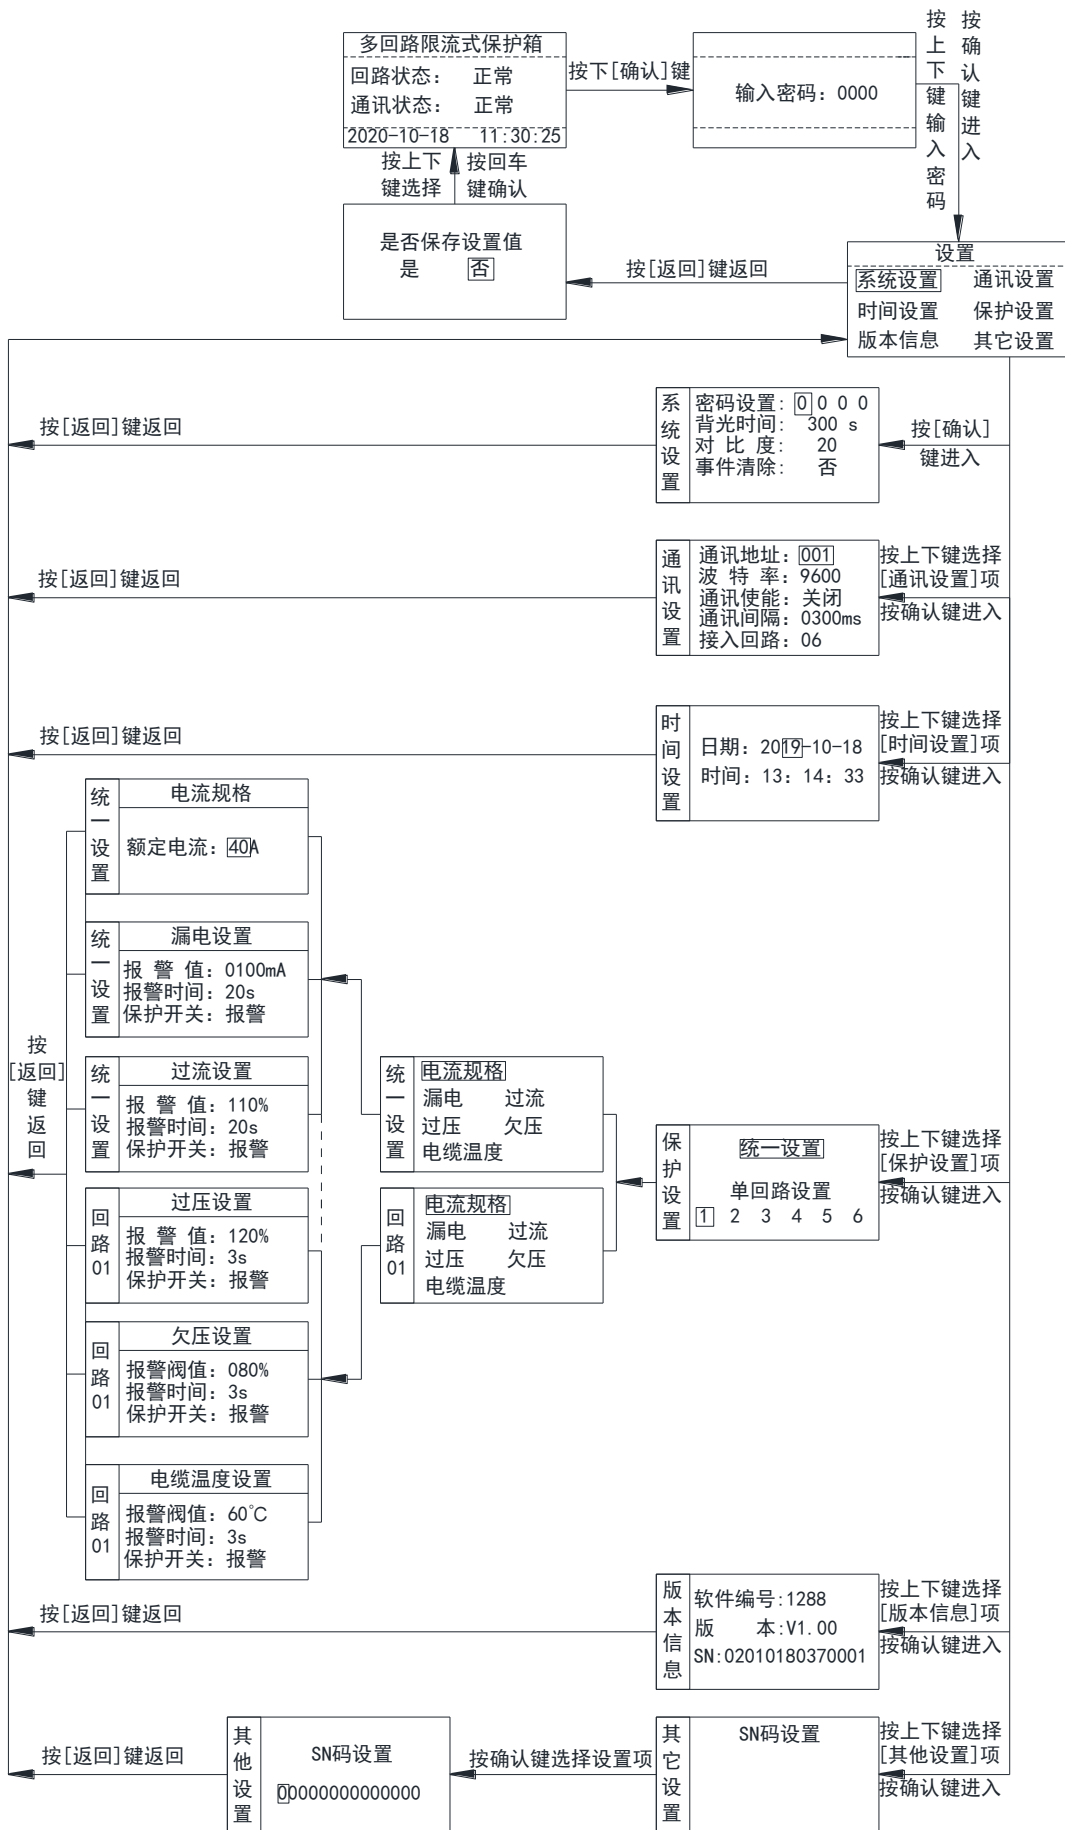 多回路限流式保护箱
回路状态： 正常
通讯状态： 正常
2020-10-18 11:30:25
按下[确认]键
输入密码：0000
按上下键输入密码
按确认键进入
按上下
键选择
按回车
键确认
是否保存设置值
是 否
按[返回]键返回
设置
系统设置 通讯设置
时间设置 保护设置
版本信息 其它设置
系统设置
密码设置：0 0 0 0
背光时间： 300 s
对 比 度： 20
事件清除： 否
按[确认]
键进入
按[返回]键返回
通讯设置
通讯地址：001
波 特 率：9600
通讯使能：关闭
通讯间隔：0300ms
接入回路：06
按上下键选择
[通讯设置]项
按确认键进入
按[返回]键返回
时间设置
日期：2019-10-18
时间：13：14：33
按上下键选择
[时间设置]项
按确认键进入
按[返回]键返回
统一设置
电流规格
额定电流：40A
统一设置
漏电设置
报 警 值：0100mA
报警时间：20s
保护开关：报警
统一设置
过流设置
报 警 值：110%
报警时间：20s
保护开关：报警
回路01
过压设置
报 警 值：120%
报警时间：3s
保护开关：报警
回路01
欠压设置
报警阀值：080%
报警时间：3s
保护开关：报警
回路01
电缆温度设置
报警阀值：60℃
报警时间：3s
保护开关：报警
按
[返回]
键
返
回
统一设置
电流规格
漏电 过流
过压 欠压
电缆温度
回路01
电流规格
漏电 过流
过压 欠压
电缆温度
保护设置
统一设置
单回路设置
1 2 3 4 5 6
按上下键选择
[保护设置]项
按确认键进入
版本信息
软件编号:1288
版 本:V1.00
SN:02010180370001
按上下键选择
[版本信息]项
按确认键进入
按[返回]键返回
其它设置
SN码设置
按上下键选择
[其他设置]项
按确认键进入
按确认键选择设置项
其他设置
SN码设置
00000000000000
按[返回]键返回